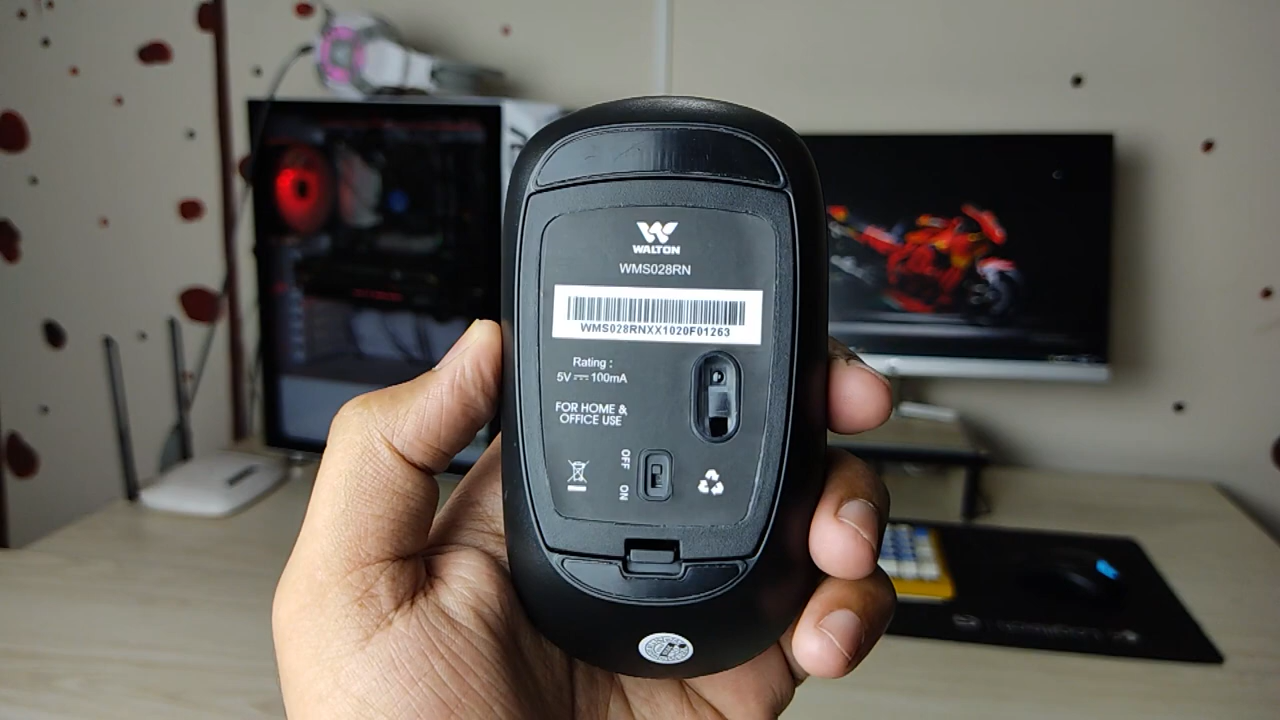 WALTON
WMS028RN
WMS028RNXX1020F01263
Rating :
5V ⎓ 100mA
FOR HOME &
OFFICE USE
OFF
ON